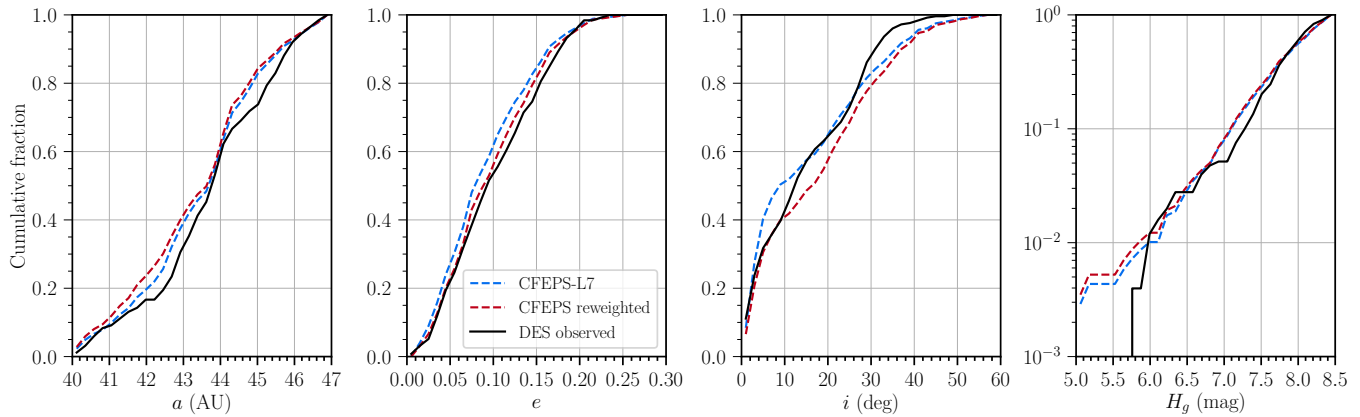 Cumulative fraction
1.0
0.8
0.6
0.4
0.2
0.0
40 41 42 43 44 45 46 47
a (AU)
1.0
0.8
0.6
0.4
0.2
0.0
0.00 0.05 0.10 0.15 0.20 0.25 0.30
e
CFEPS-L7
CFEPS reweighted
DES observed
1.0
0.8
0.6
0.4
0.2
0.0
0 10 20 30 40 50 60
i (deg)
10⁰
10⁻¹
10⁻²
10⁻³
5.0 5.5 6.0 6.5 7.0 7.5 8.0 8.5
H_g (mag)